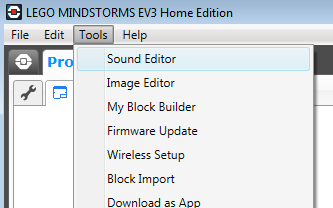 LEGO MINDSTORMS EV3 Home Edition
File Edit Tools Help
Pro
Sound Editor
Image Editor
My Block Builder
Firmware Update
Wireless Setup
Block Import
Download as App